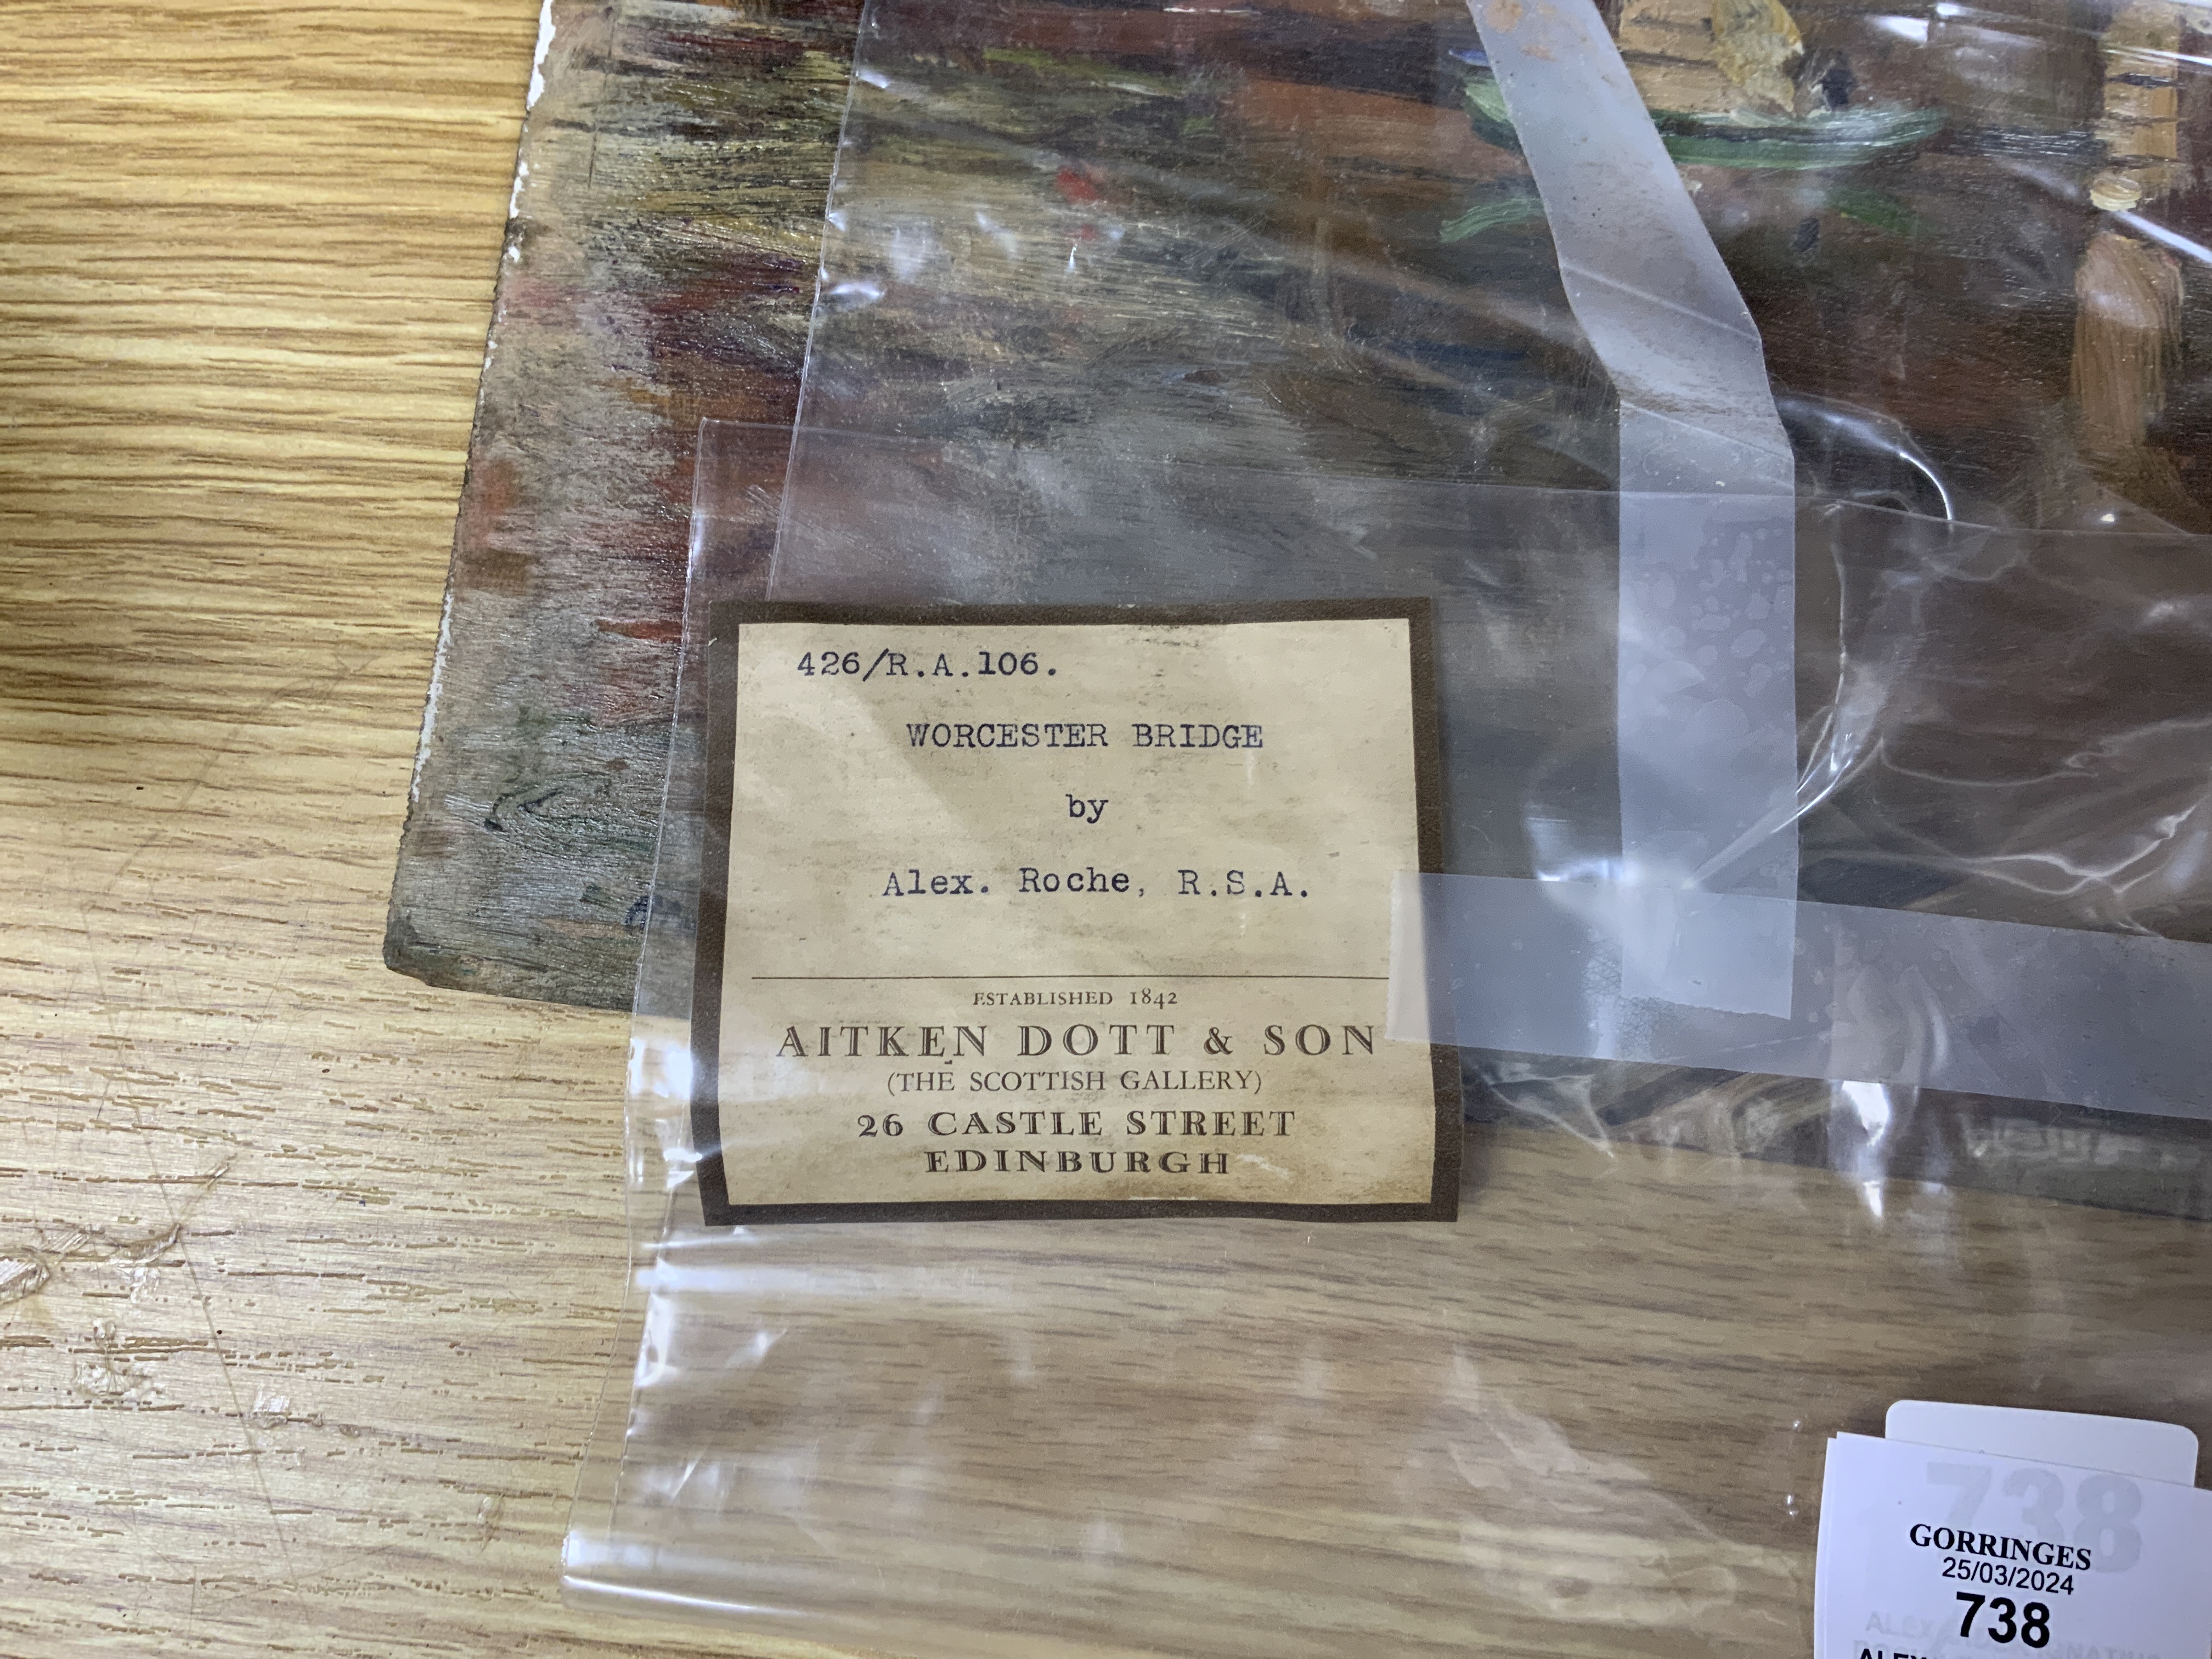 426/R.A.106.
WORCESTER BRIDGE
by
Alex. Roche, R.S.A.
ESTABLISHED 1842
AITKEN DOTT & SON
(THE SCOTTISH GALLERY)
26 CASTLE STREET
EDINBURGH
738
GORRINGES
25/03/2024
738